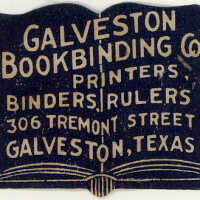 GALVESTON
BOOKBINDING CO
PRINTERS,
BINDERS, RULERS
306 TREMONT STREET
GALVESTON, TEXAS